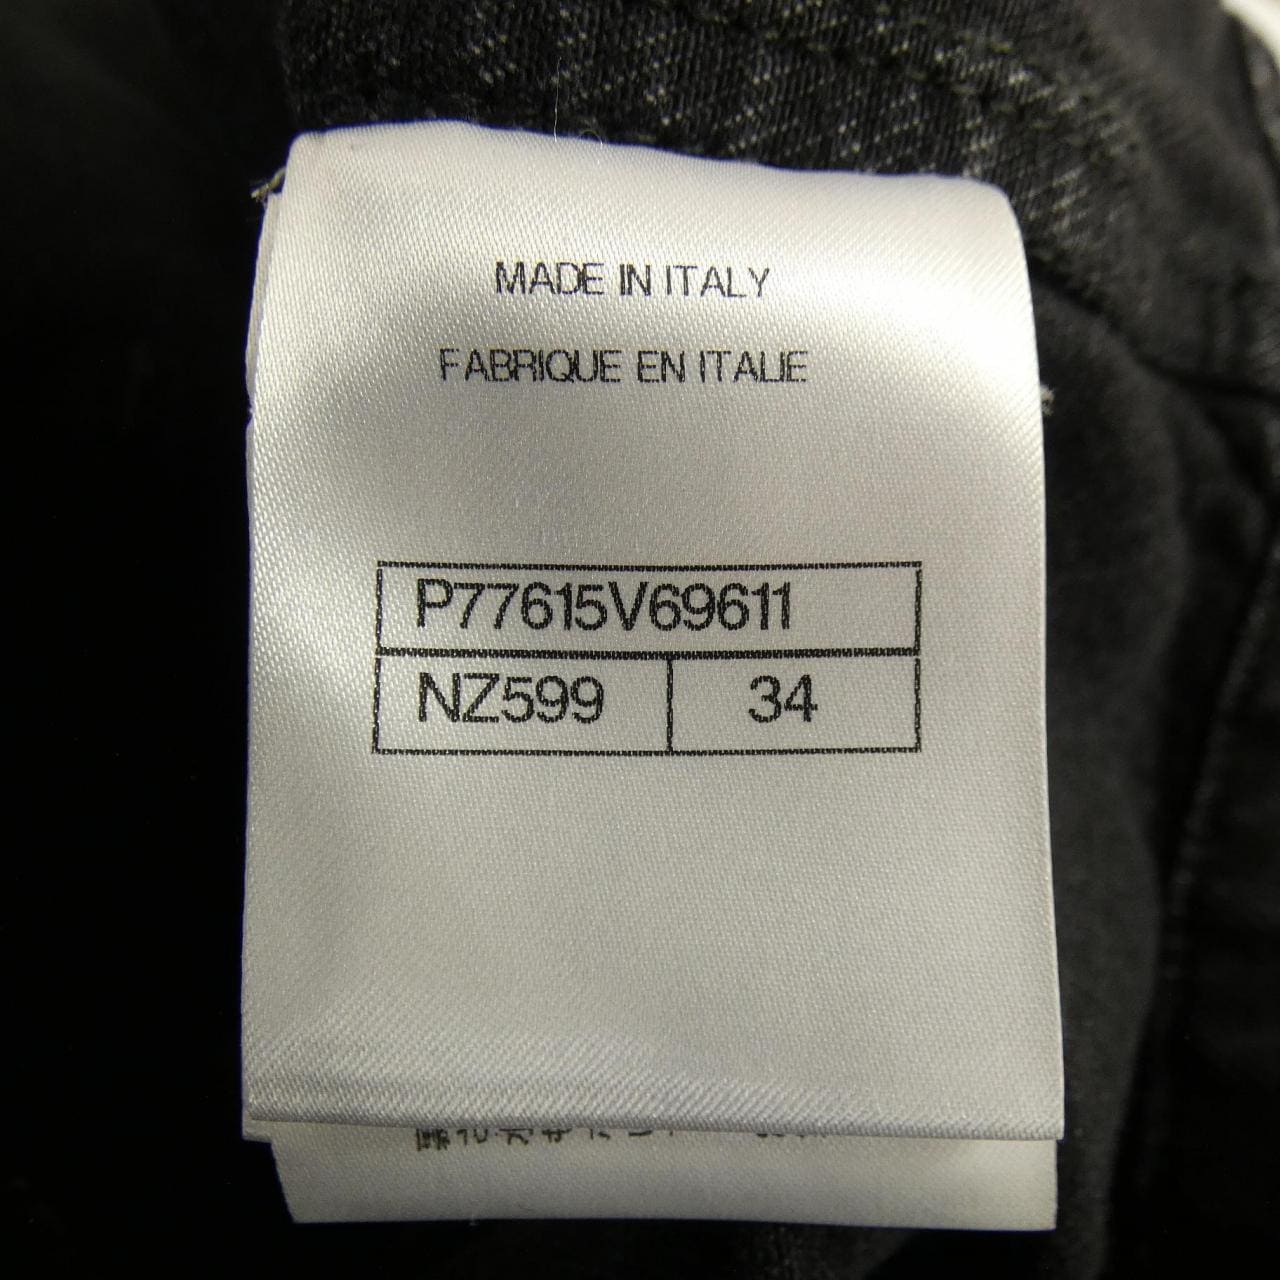 MADE IN ITALY
FABRIQUE EN ITALIE
P77615V69611
NZ599 34